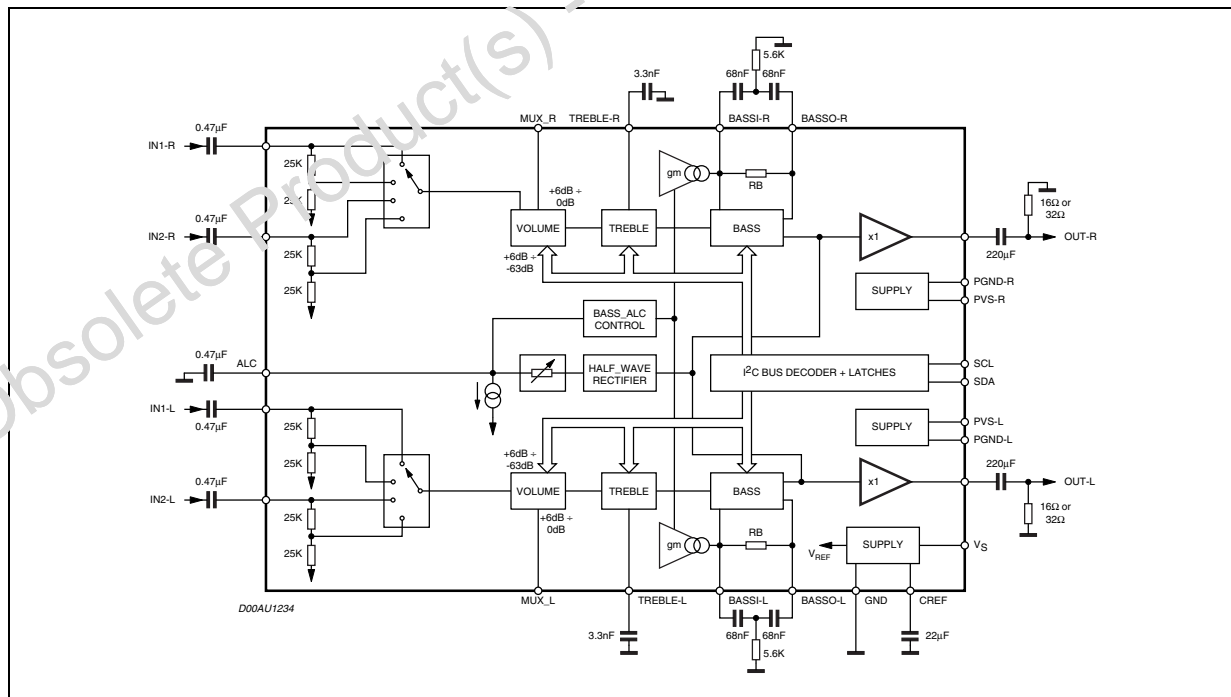 Obsolete Product(s)
5.6K
68nF 68nF
3.3nF
MUX_R TREBLE-R BASSI-R BASSO-R
0.47µF
IN1-R
25K
gm
RB
+6dB ÷
0dB
16Ω or
32Ω
0.47µF
IN2-R
VOLUME
TREBLE
BASS
x1
OUT-R
220µF
25K
+6dB ÷
-63dB
25K
SUPPLY
PGND-R
PVS-R
BASS_ALC
CONTROL
0.47µF
ALC
HALF_WAVE
RECTIFIER
I²C BUS DECODER + LATCHES
SCL
SDA
IN1-L
0.47µF
25K
25K
SUPPLY
PVS-L
PGND-L
+6dB ÷
-63dB
0.47µF
IN2-L
VOLUME
TREBLE
BASS
x1
220µF
OUT-L
25K
+6dB ÷
0dB
16Ω or
32Ω
25K
gm
RB
VREF
SUPPLY
VS
D00AU1234
MUX_L TREBLE-L BASSI-L BASSO-L GND CREF
3.3nF
68nF 68nF
5.6K
22µF